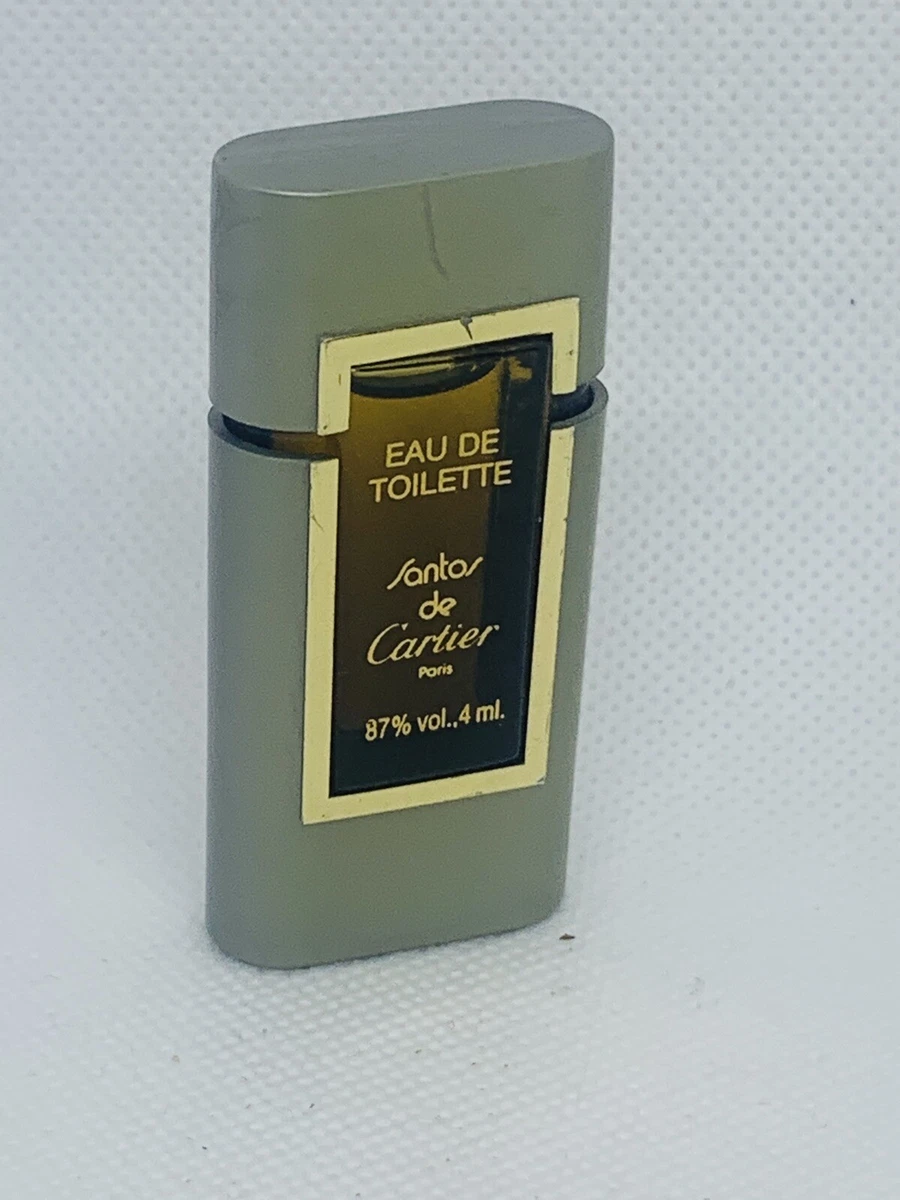 EAU DE
TOILETTE
Santos
de
Cartier
Paris
87% vol..4 ml.